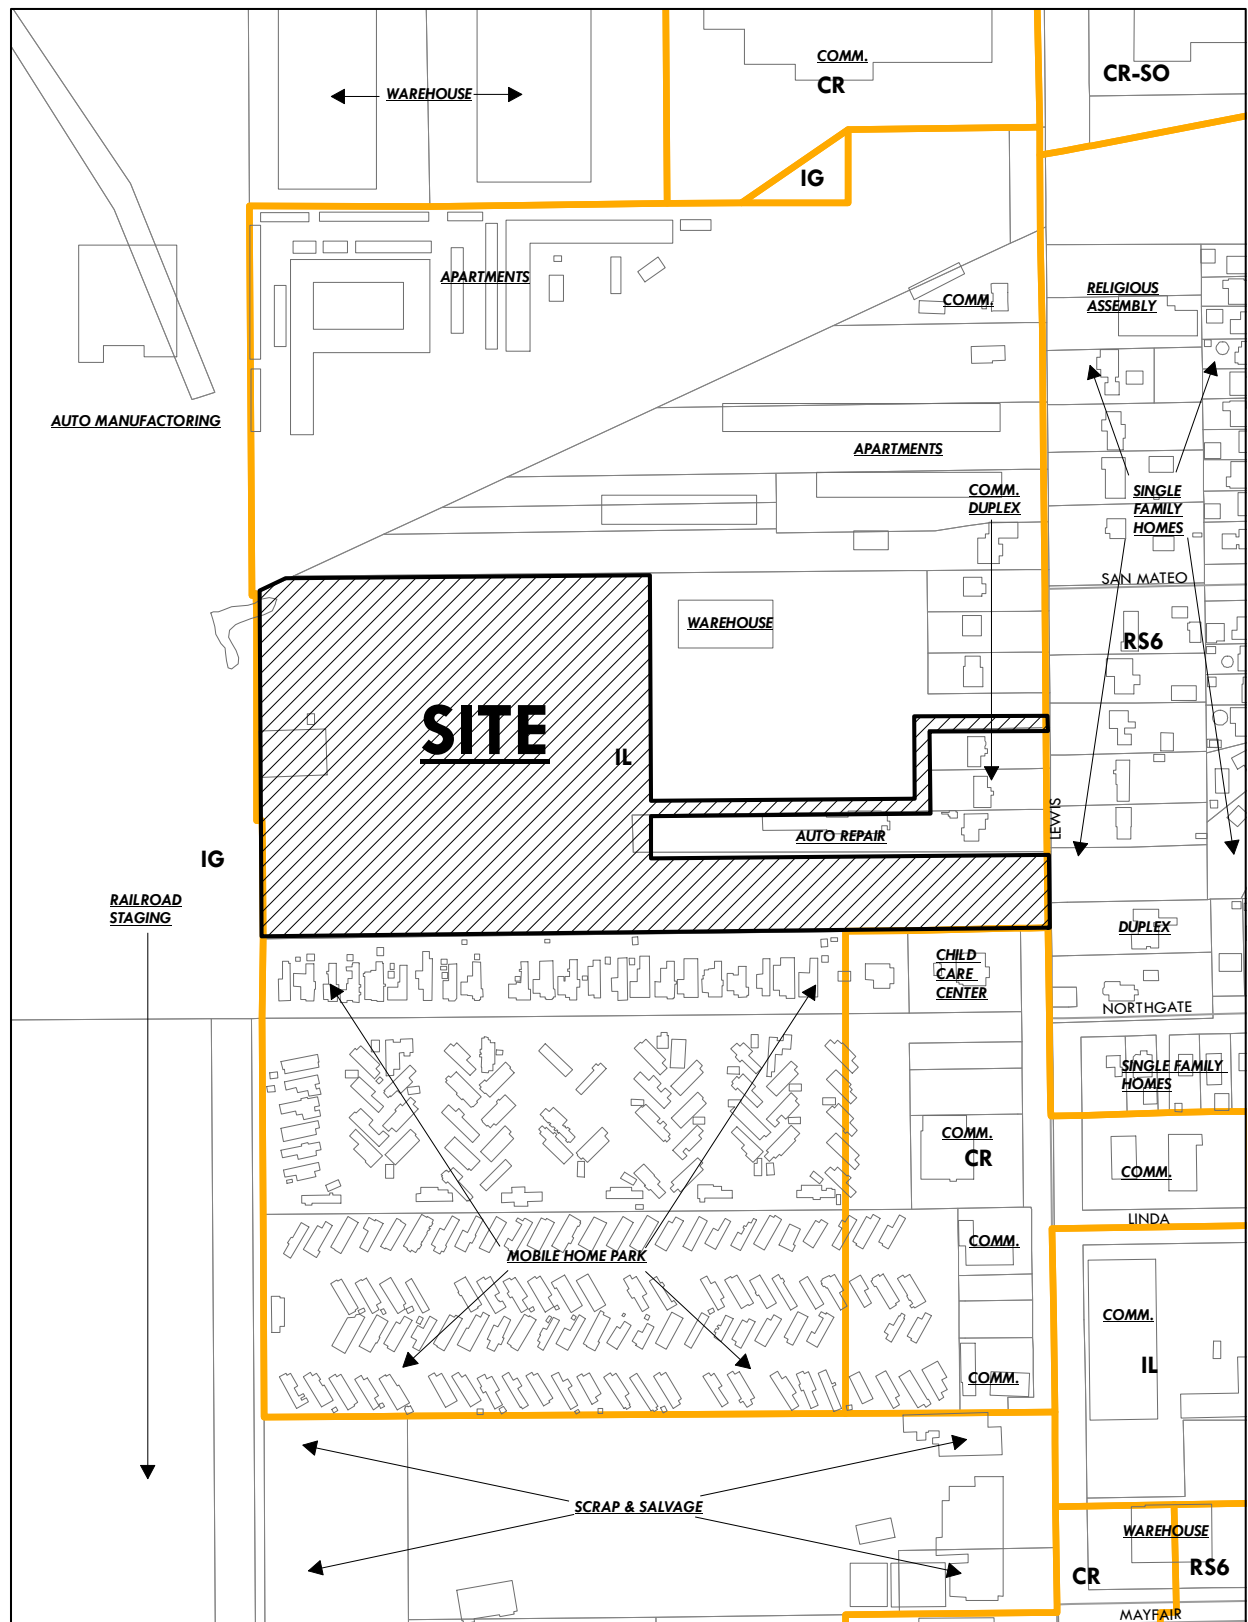 COMM.
CR
CR-SO
WAREHOUSE
IG
APARTMENTS
COMM.
RELIGIOUS
ASSEMBLY
AUTO MANUFACTORING
APARTMENTS
COMM.
DUPLEX
SINGLE
FAMILY
HOMES
SAN MATEO
WAREHOUSE
RS6
SITE
IL
LEWIS
AUTO REPAIR
IG
RAILROAD
STAGING
DUPLEX
CHILD
CARE
CENTER
NORTHGATE
SINGLE FAMILY
HOMES
COMM.
CR
COMM.
LINDA
COMM.
MOBILE HOME PARK
COMM.
IL
COMM.
SCRAP & SALVAGE
WAREHOUSE
CR
RS6
MAYFAIR